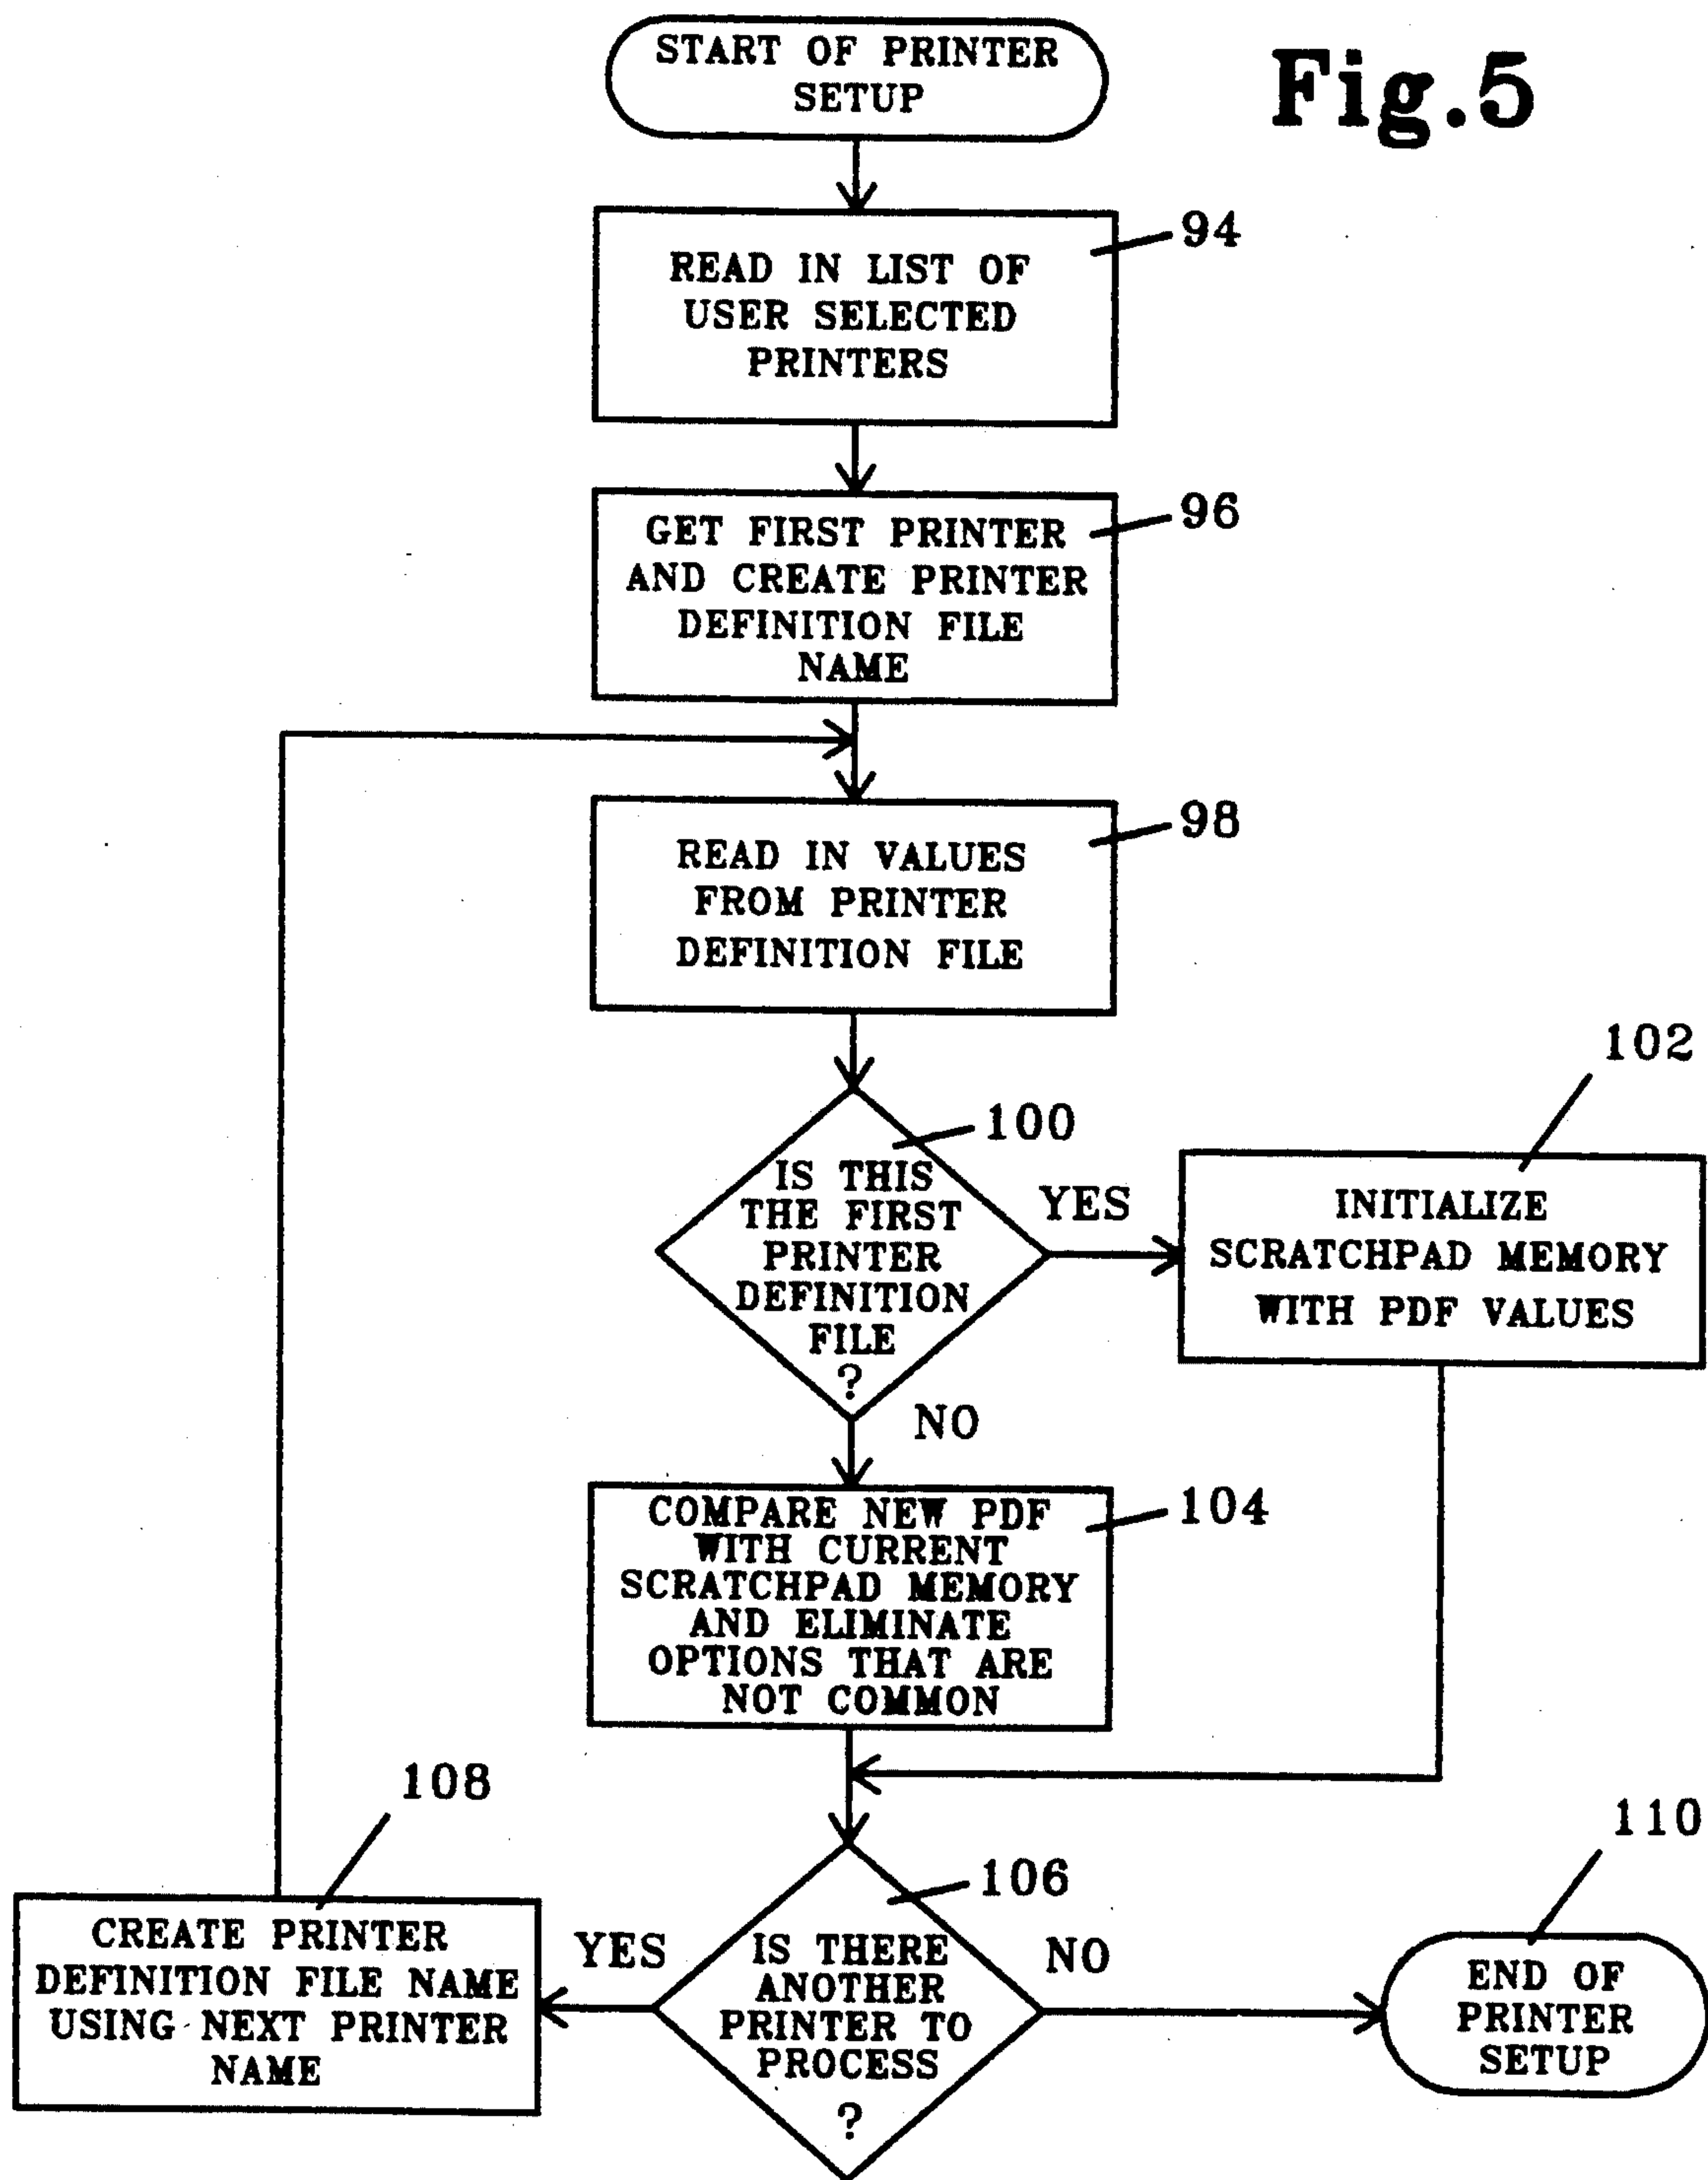 START OF PRINTER
SETUP
Fig.5
94
READ IN LIST OF
USER SELECTED
PRINTERS
96
GET FIRST PRINTER
AND CREATE PRINTER
DEFINITION FILE
NAME
98
READ IN VALUES
FROM PRINTER
DEFINITION FILE
100
IS THIS
THE FIRST
PRINTER
DEFINITION
FILE
?
YES
NO
102
INITIALIZE
SCRATCHPAD MEMORY
WITH PDF VALUES
104
COMPARE NEW PDF
WITH CURRENT
SCRATCHPAD MEMORY
AND ELIMINATE
OPTIONS THAT ARE
NOT COMMON
106
IS THERE
ANOTHER
PRINTER TO
PROCESS
?
YES
NO
108
CREATE PRINTER
DEFINITION FILE NAME
USING NEXT PRINTER
NAME
110
END OF
PRINTER
SETUP